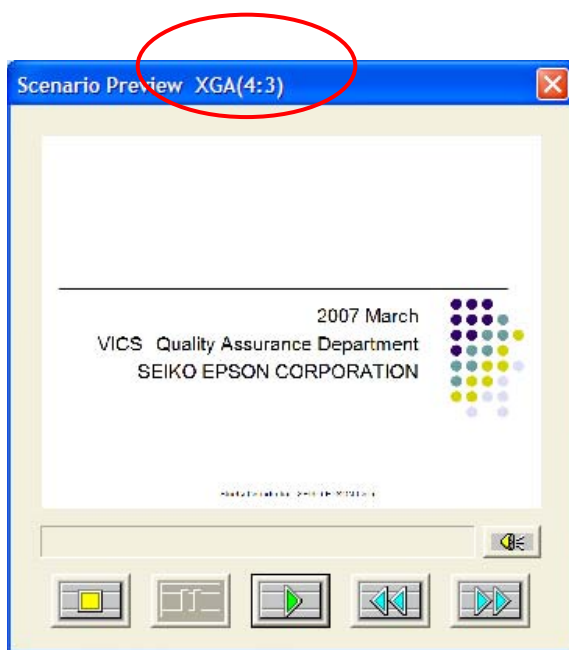 Scenario Preview XGA(4:3)
2007 March
VICS Quality Assurance Department
SEIKO EPSON CORPORATION